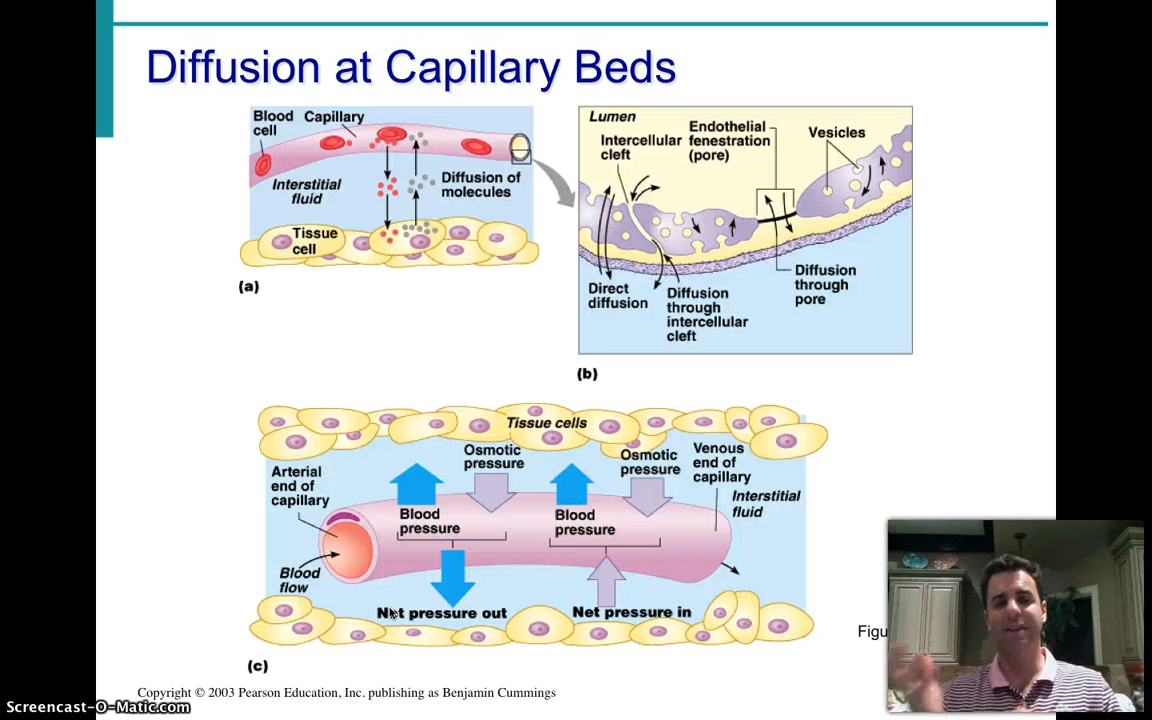 Diffusion at Capillary Beds
Blood
cell
Capillary
Interstitial
fluid
Diffusion of
molecules
Tissue
cell
(a)
Lumen
Intercellular
cleft
Endothelial
fenestration
(pore)
Vesicles
Direct
diffusion
Diffusion
through
intercellular
cleft
Diffusion
through
pore
(b)
Tissue cells
Arterial
end of
capillary
Osmotic
pressure
Osmotic
pressure
Venous
end of
capillary
Interstitial
fluid
Blood
pressure
Blood
pressure
Blood
flow
Net pressure out
Net pressure in
(c)
Figu
Copyright © 2003 Pearson Education, Inc. publishing as Benjamin Cummings
Screencast-O-Matic.com